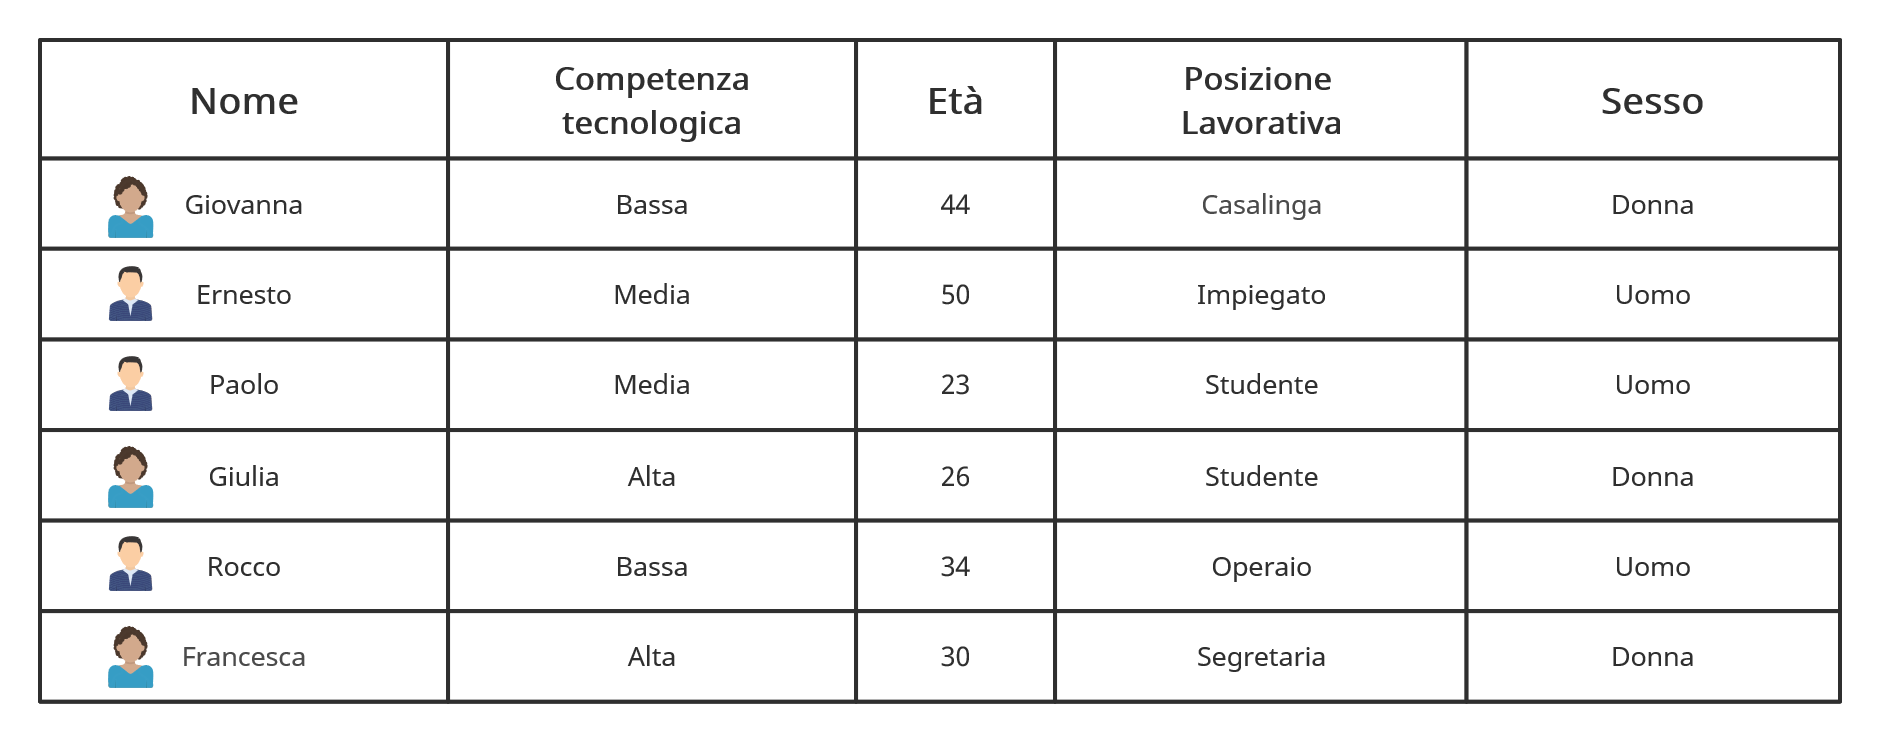 Nome
Competenza
tecnologica
Età
Posizione
Lavorativa
Sesso
Giovanna Bassa 44 Casalinga Donna
Ernesto Media 50 Impiegato Uomo
Paolo Media 23 Studente Uomo
Giulia Alta 26 Studente Donna
Rocco Bassa 34 Operaio Uomo
Francesca Alta 30 Segretaria Donna